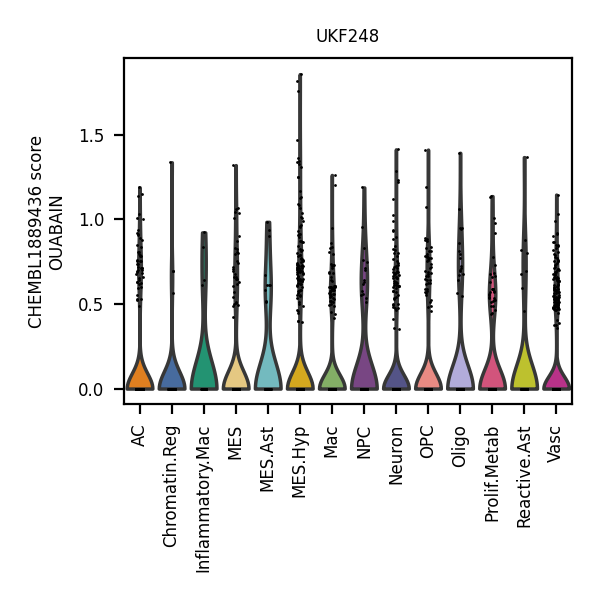 UKF248
CHEMBL1889436 score
OUABAIN
1.5
1.0
0.5
0.0
AC
Chromatin.Reg
Inflammatory.Mac
MES
MES.Ast
MES.Hyp
Mac
NPC
Neuron
OPC
Oligo
Prolif.Metab
Reactive.Ast
Vasc